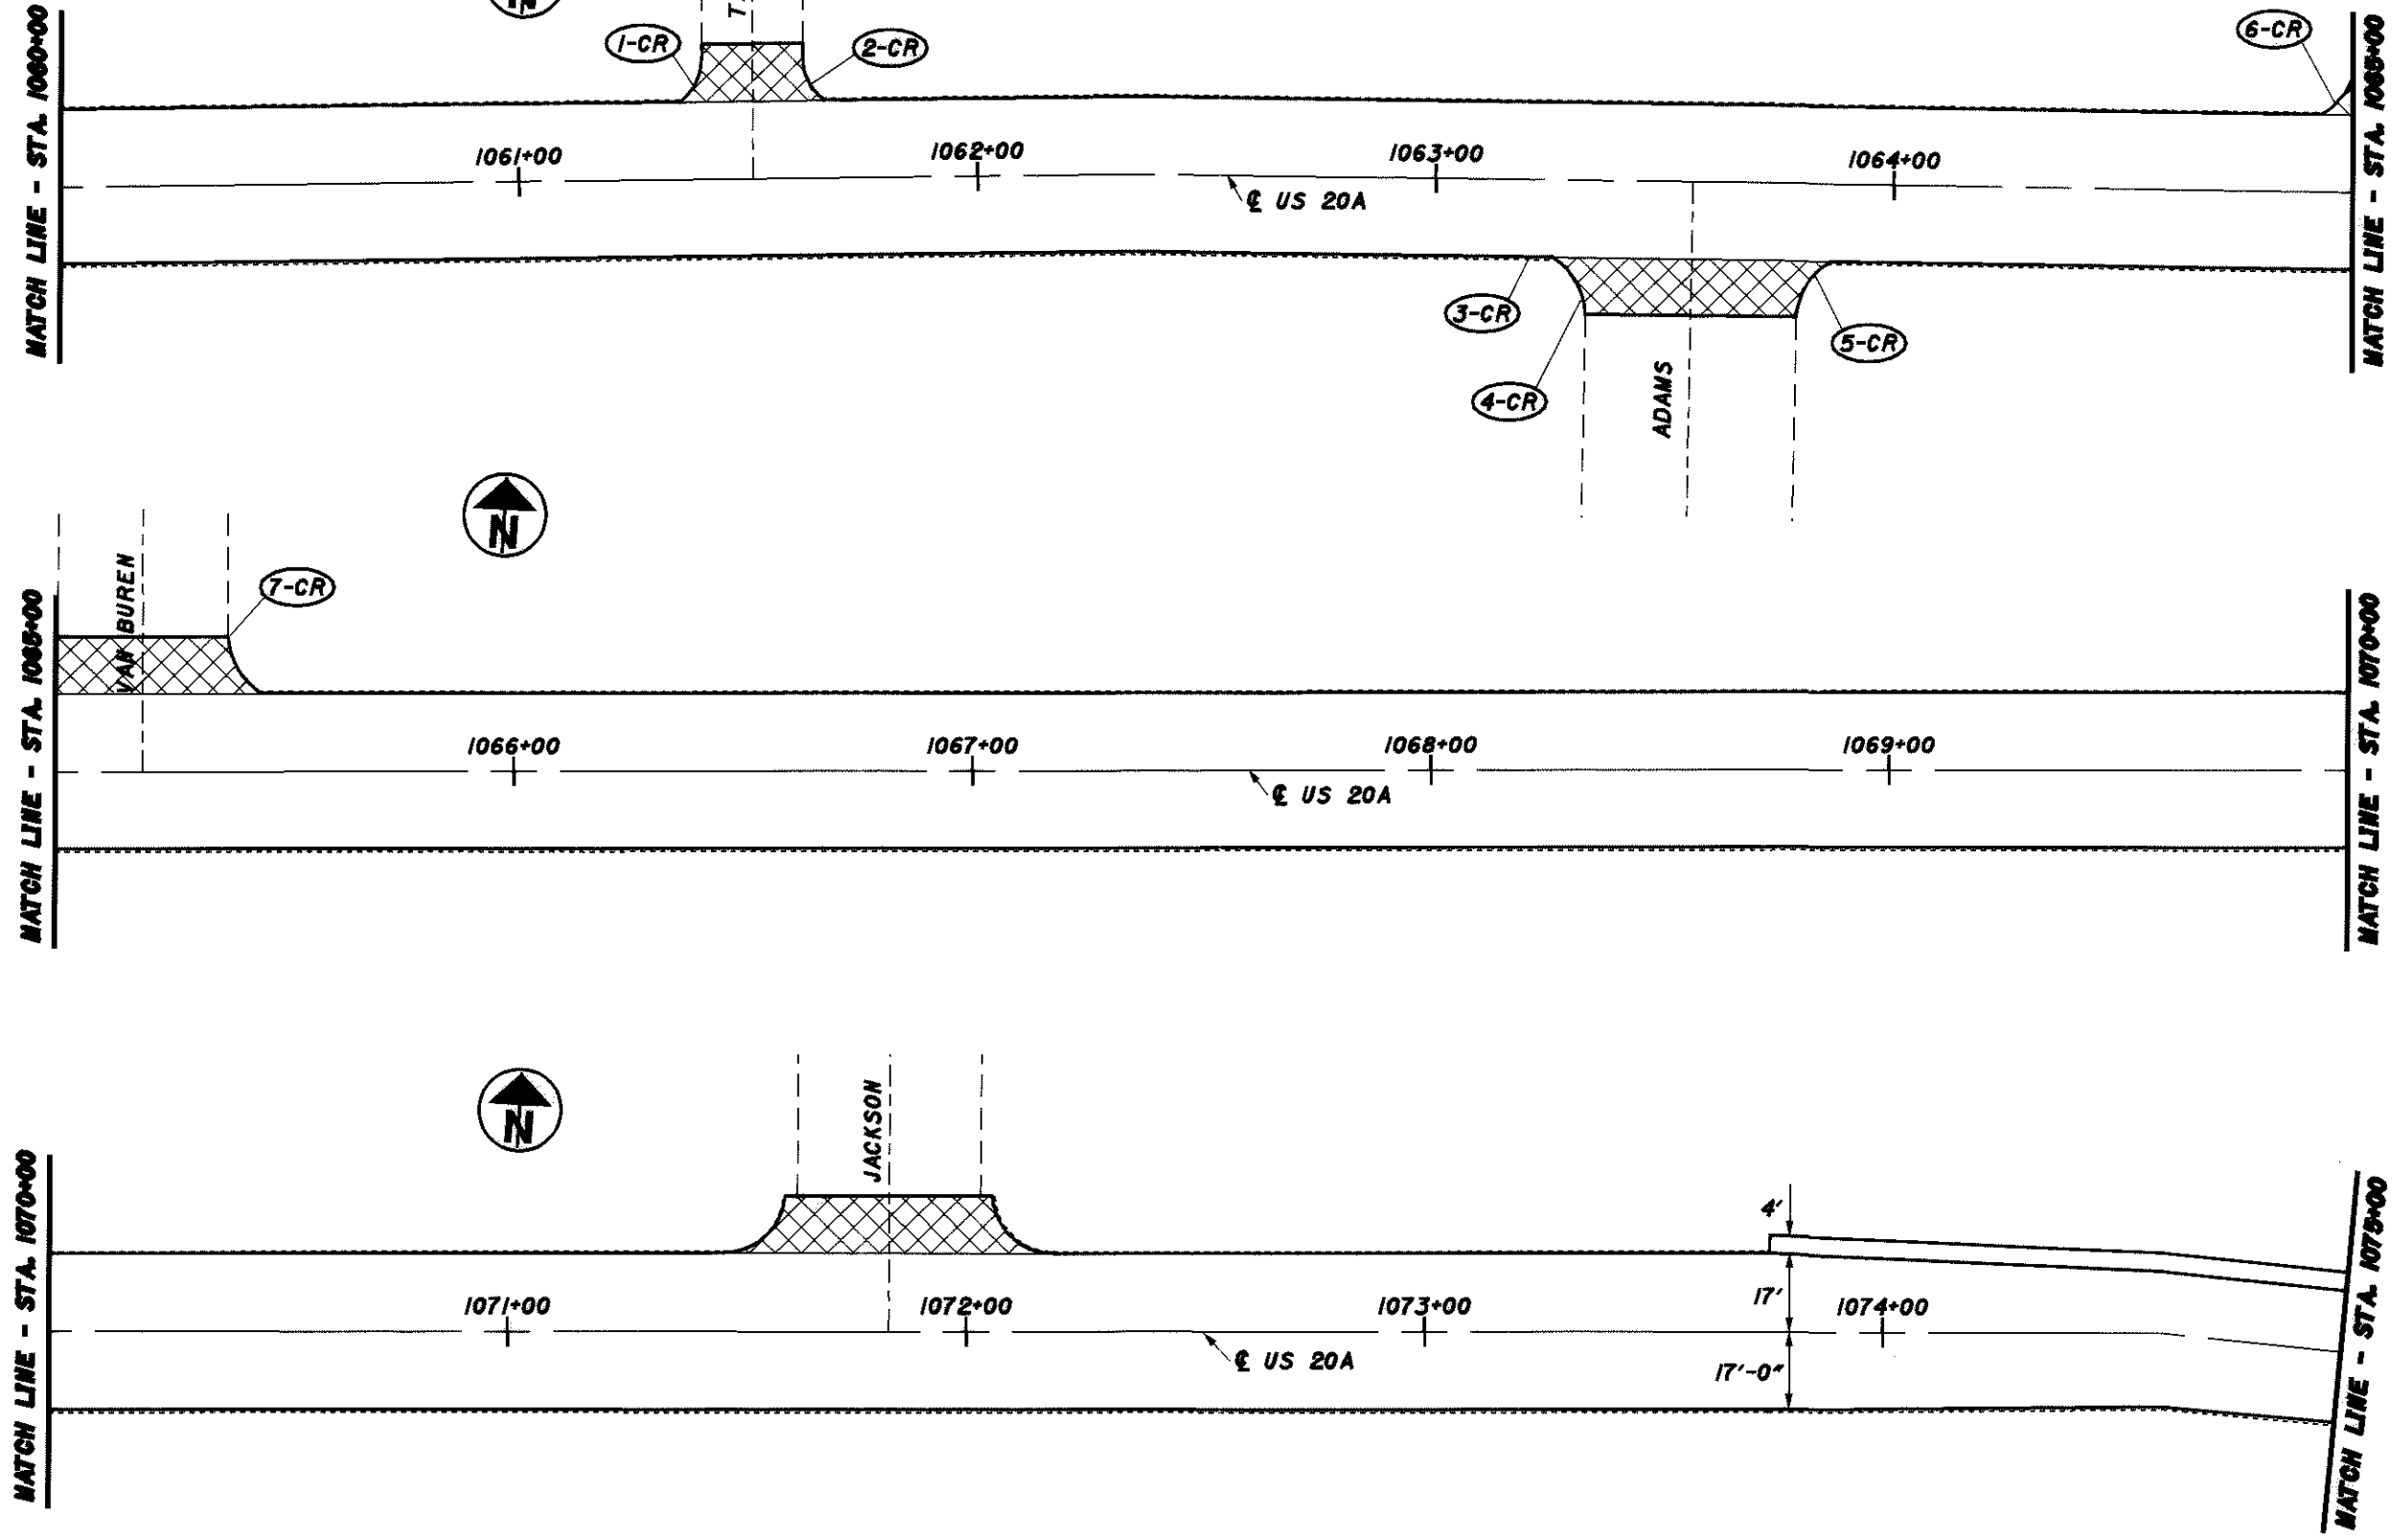 N
T
1-CR
2-CR
6-CR
MATCH LINE - STA. 1060+00
MATCH LINE - STA. 1065+00
1061+00
1062+00
1063+00
1064+00
℄ US 20A
3-CR
4-CR
5-CR
ADAMS
N
VAN BUREN
7-CR
MATCH LINE - STA. 1065+00
MATCH LINE - STA. 1070+00
1066+00
1067+00
1068+00
1069+00
℄ US 20A
N
JACKSON
MATCH LINE - STA. 1070+00
MATCH LINE - STA. 1075+00
4'
17'
17'-0"
1071+00
1072+00
1073+00
1074+00
℄ US 20A